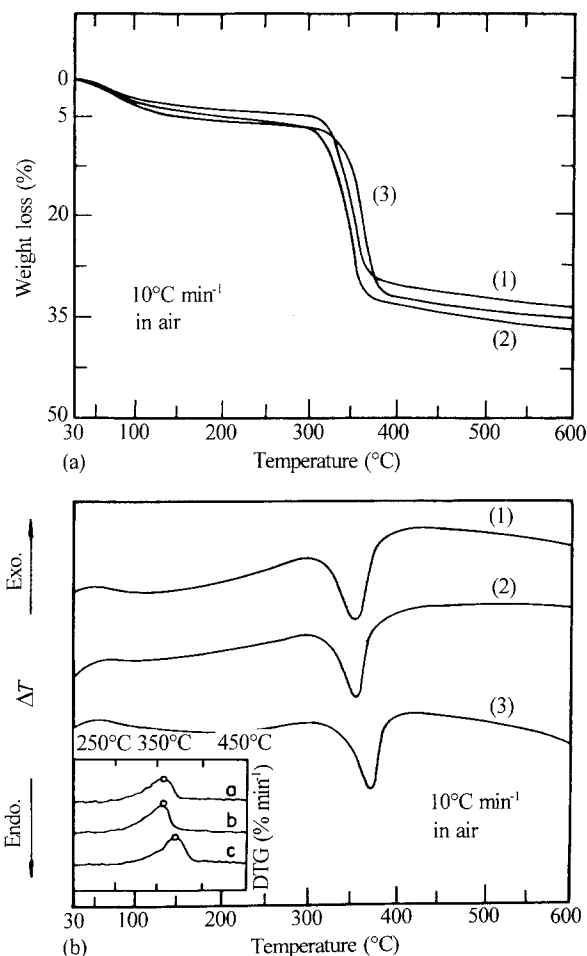 0
5
20
35
50
Weight loss (%)
(3)
(1)
(2)
10°C min⁻¹
in air
30 100 200 300 400 500 600
(a) Temperature (°C)
Exo.
ΔT
Endo.
(1)
(2)
(3)
250°C 350°C 450°C
a
b
c
DTG (% min⁻¹)
10°C min⁻¹
in air
30 100 200 300 400 500 600
(b) Temperature (°C)